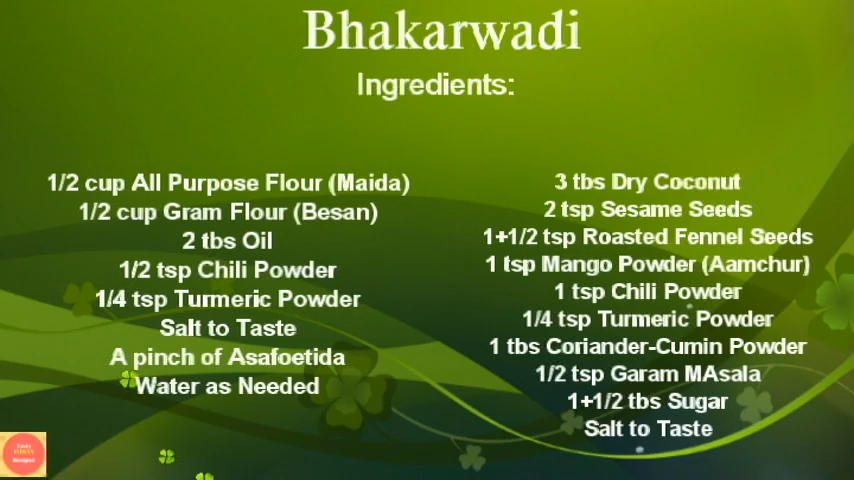 Bhakarwadi
Ingredients:
1/2 cup All Purpose Flour (Maida)
1/2 cup Gram Flour (Besan)
2 tbs Oil
1/2 tsp Chili Powder
1/4 tsp Turmeric Powder
Salt to Taste
A pinch of Asafoetida
Water as Needed
3 tbs Dry Coconut
2 tsp Sesame Seeds
1+1/2 tsp Roasted Fennel Seeds
1 tsp Mango Powder (Aamchur)
1 tsp Chili Powder
1/4 tsp Turmeric Powder
1 tbs Coriander-Cumin Powder
1/2 tsp Garam MAsala
1+1/2 tbs Sugar
Salt to Taste